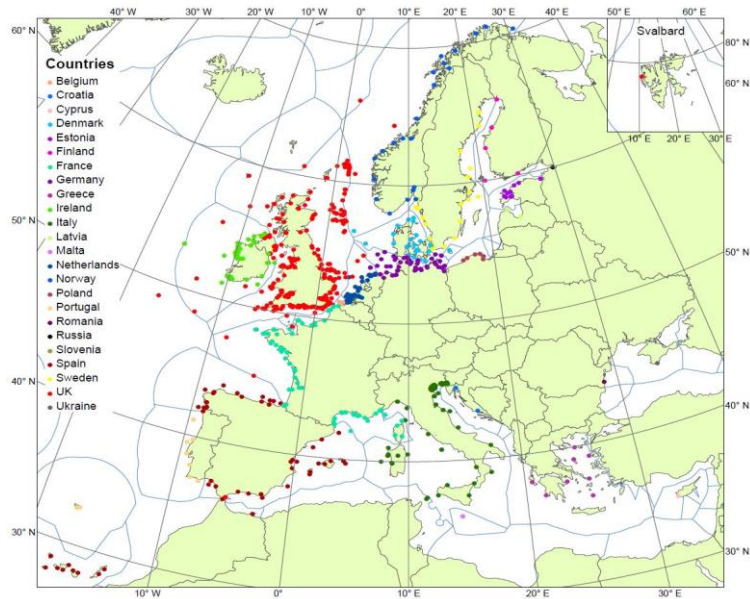 40° W 30° W 20° W 10° W 0° 10° E 20° E 30° E 40° E 50° E
60° N
50° N
40° N
30° N
Countries
Belgium
Croatia
Cyprus
Denmark
Estonia
Finland
France
Germany
Greece
Ireland
Italy
Latvia
Malta
Netherlands
Norway
Poland
Portugal
Romania
Russia
Slovenia
Spain
Sweden
UK
Ukraine
Svalbard
80° N
10° E 20° E 30° E
60° N
50° N
40° N
30° N
10° W 0° 10° E 20° E 30° E